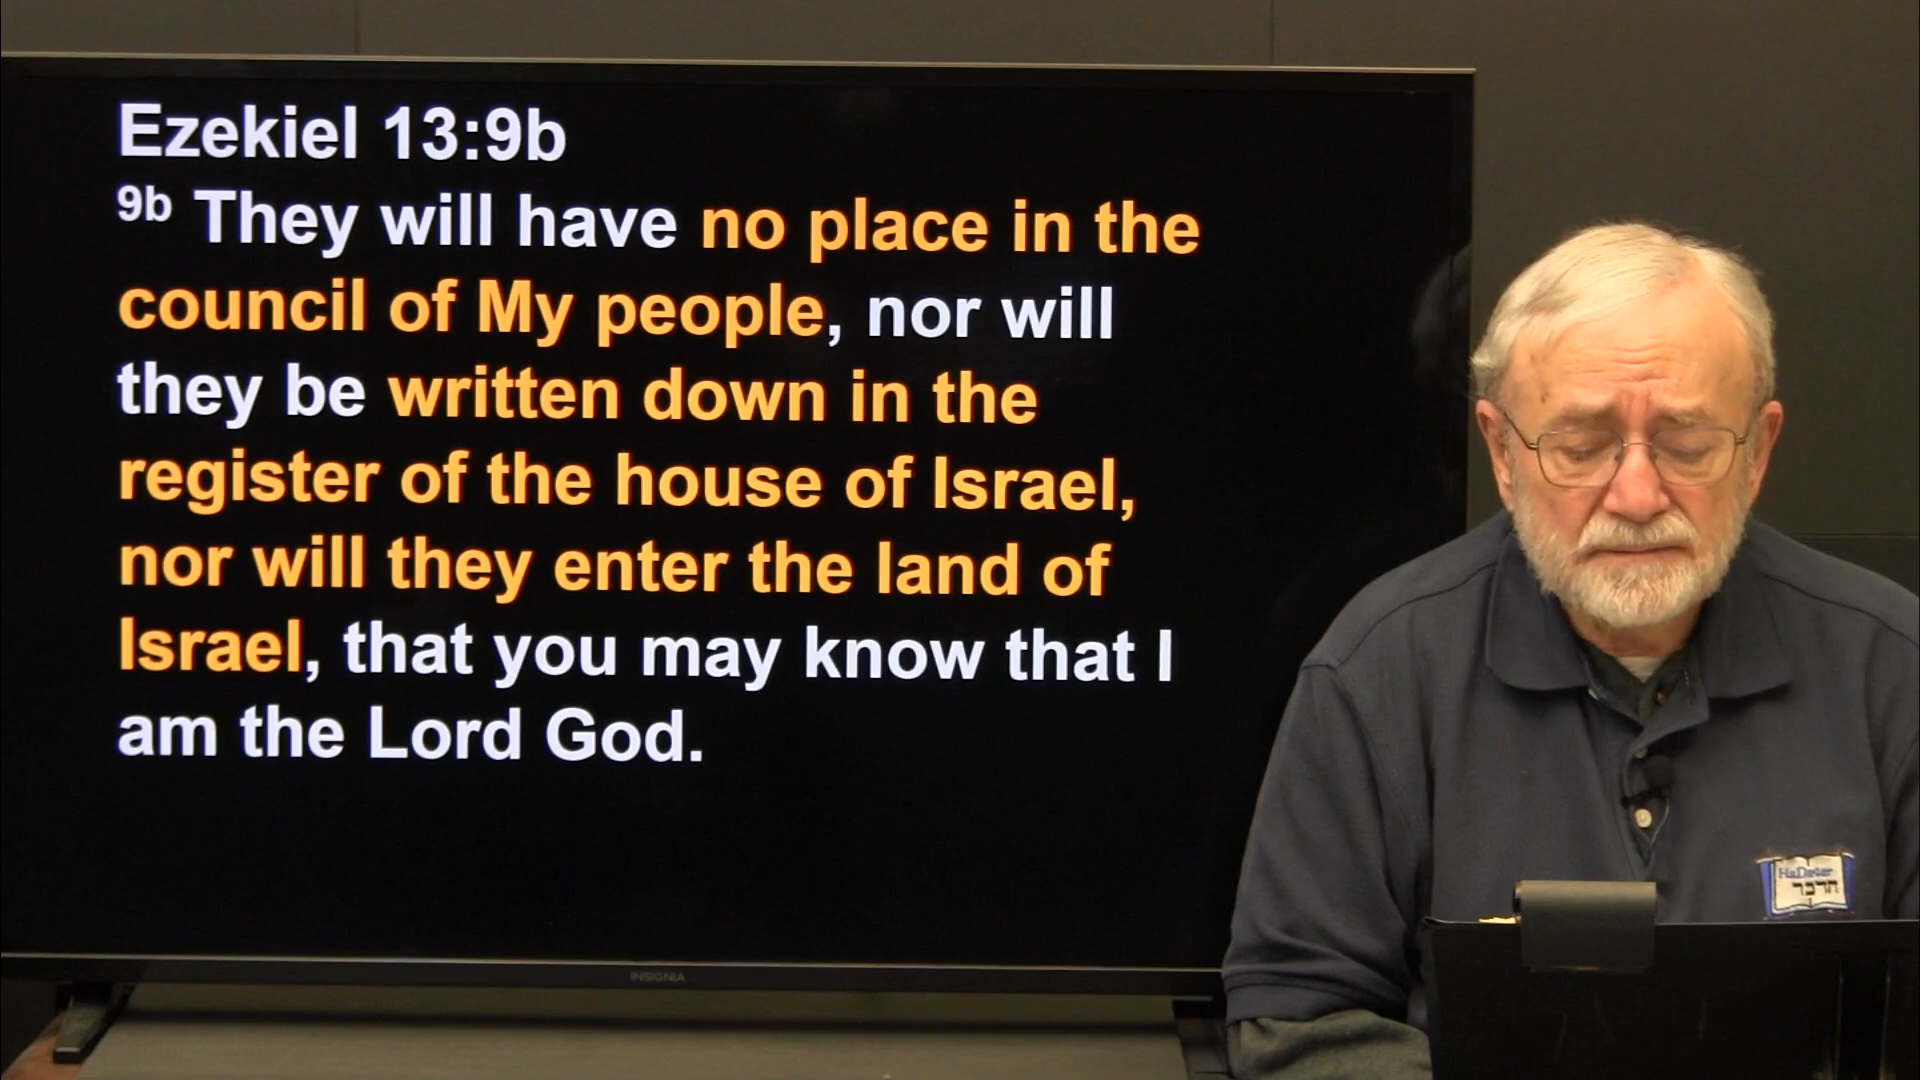 Ezekiel 13:9b
9b They will have no place in the
council of My people, nor will
they be written down in the
register of the house of Israel,
nor will they enter the land of
Israel, that you may know that I
am the Lord God.
INSIGNIA
HaDavar
הדבר